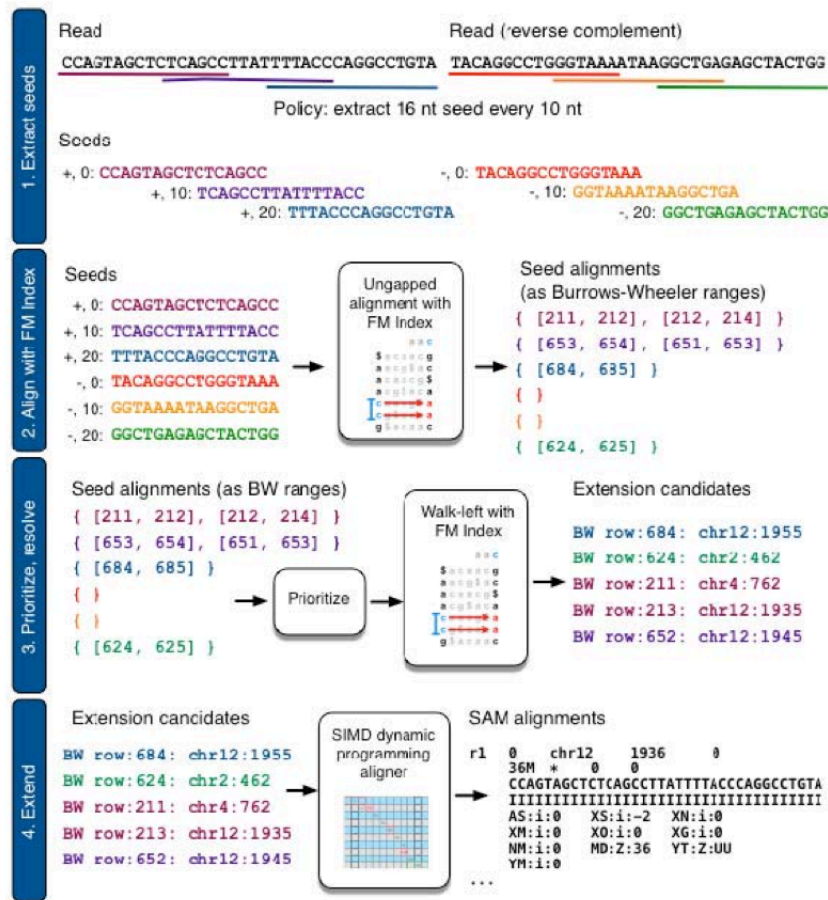 1. Extract seeds
Read
CCAGTAGCTCTCAGCCTTATTTTACCCAGGCCTGTA
Read (reverse complement)
TACAGGCCTGGGTAAAATAAGGCTGAGAGCTACTGG
Policy: extract 16 nt seed every 10 nt
Seeds
+, 0: CCAGTAGCTCTCAGCC
+, 10: TCAGCCTTATTTTACC
+, 20: TTTACCCAGGCCTGTA
-, 0: TACAGGCCTGGGTAAA
-, 10: GGTAAAATAAGGCTGA
-, 20: GGCTGAGAGCTACTGG
2. Align with FM Index
Seeds
+, 0: CCAGTAGCTCTCAGCC
+, 10: TCAGCCTTATTTTACC
+, 20: TTTACCCAGGCCTGTA
-, 0: TACAGGCCTGGGTAAA
-, 10: GGTAAAATAAGGCTGA
-, 20: GGCTGAGAGCTACTGG
Ungapped
alignment with
FM Index
a a c
Seed alignments
(as Burrows-Wheeler ranges)
{ [211, 212], [212, 214] }
{ [653, 654], [651, 653] }
{ [684, 685] }
{ }
{ }
{ [624, 625] }
3. Prioritize, resolve
Seed alignments (as BW ranges)
{ [211, 212], [212, 214] }
{ [653, 654], [651, 653] }
{ [684, 685] }
{ }
{ }
{ [624, 625] }
Prioritize
Walk-left with
FM Index
a a c
Extension candidates
BW row:684: chr12:1955
BW row:624: chr2:462
BW row:211: chr4:762
BW row:213: chr12:1935
BW row:652: chr12:1945
4. Extend
Extension candidates
BW row:684: chr12:1955
BW row:624: chr2:462
BW row:211: chr4:762
BW row:213: chr12:1935
BW row:652: chr12:1945
SIMD dynamic
programming
aligner
SAM alignments
r1 0 chr12 1936 0
36M * 0 0
CCAGTAGCTCTCAGCCTTATTTTACCCAGGCCTGTA
IIIIIIIIIIIIIIIIIIIIIIIIIIIIIIIIIIII
AS:i:0 XS:i:-2 XN:i:0
XM:i:0 XO:i:0 XG:i:0
NM:i:0 MD:Z:36 YT:Z:UU
YM:i:0
...